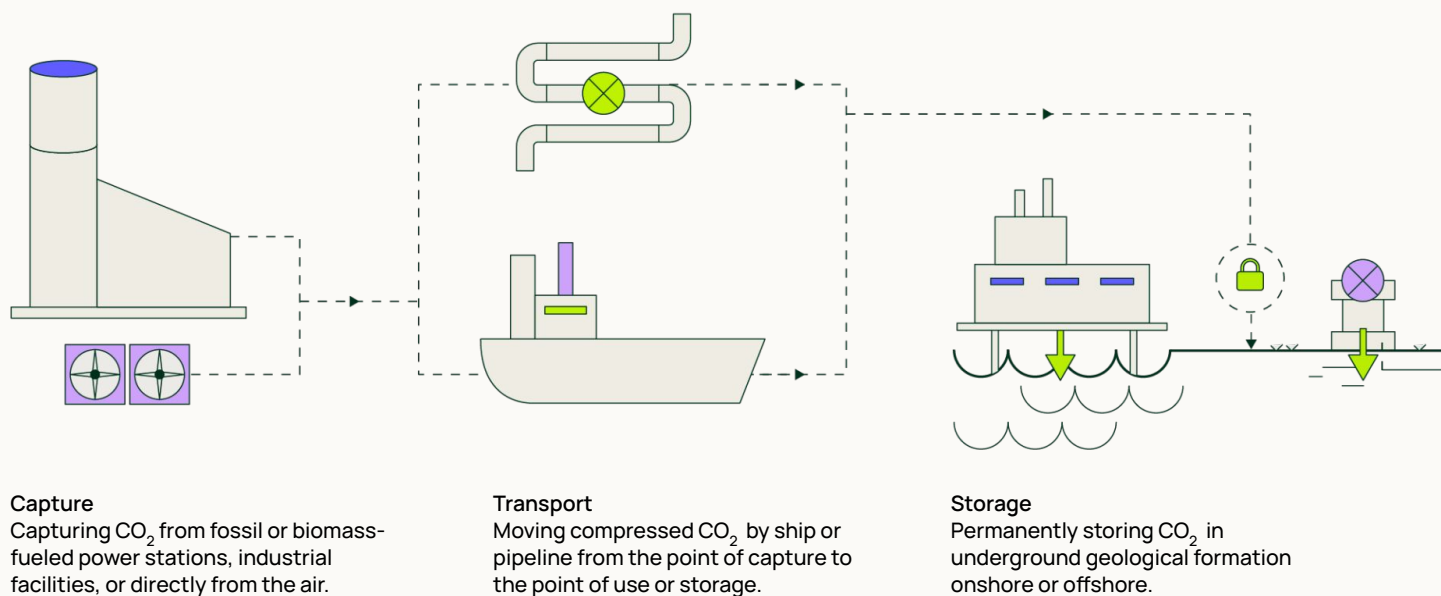 Capture
Capturing CO₂ from fossil or biomass-
fueled power stations, industrial
facilities, or directly from the air.
Transport
Moving compressed CO₂ by ship or
pipeline from the point of capture to
the point of use or storage.
Storage
Permanently storing CO₂ in
underground geological formation
onshore or offshore.